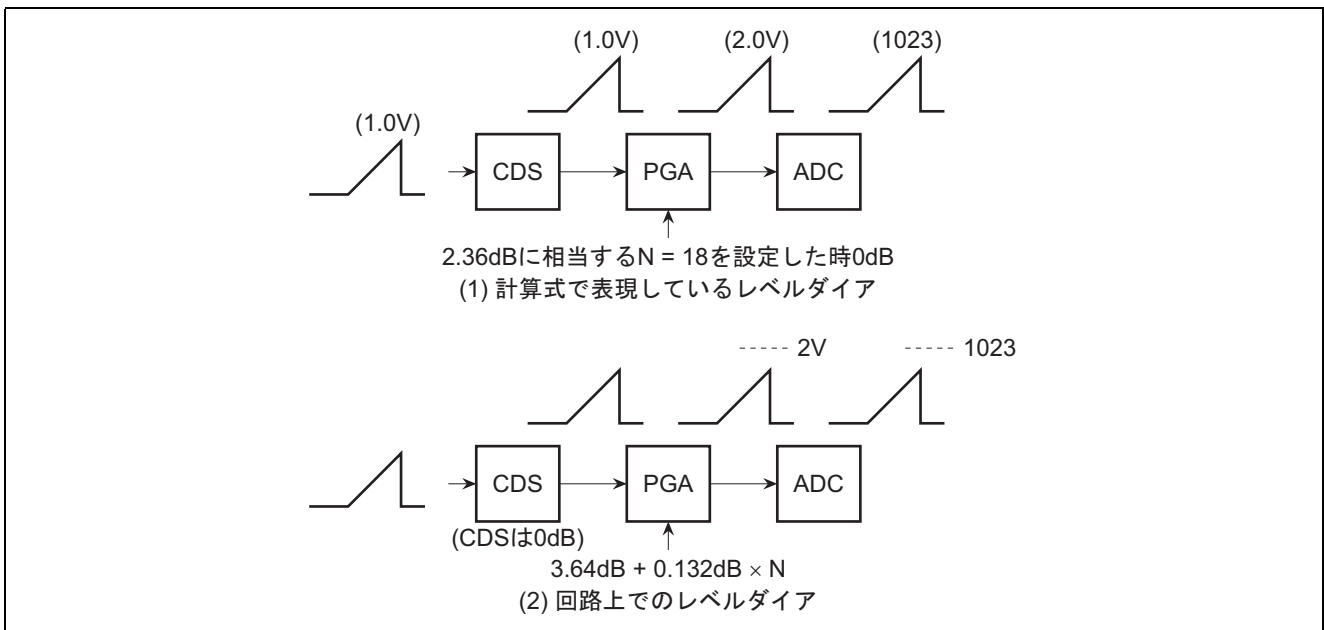 (1.0V) (2.0V) (1023)
(1.0V)
CDS PGA ADC
2.36dBに相当するN = 18を設定した時0dB
(1) 計算式で表現しているレベルダイア
----- 2V ----- 1023
CDS PGA ADC
(CDSは0dB)
3.64dB + 0.132dB × N
(2) 回路上でのレベルダイア